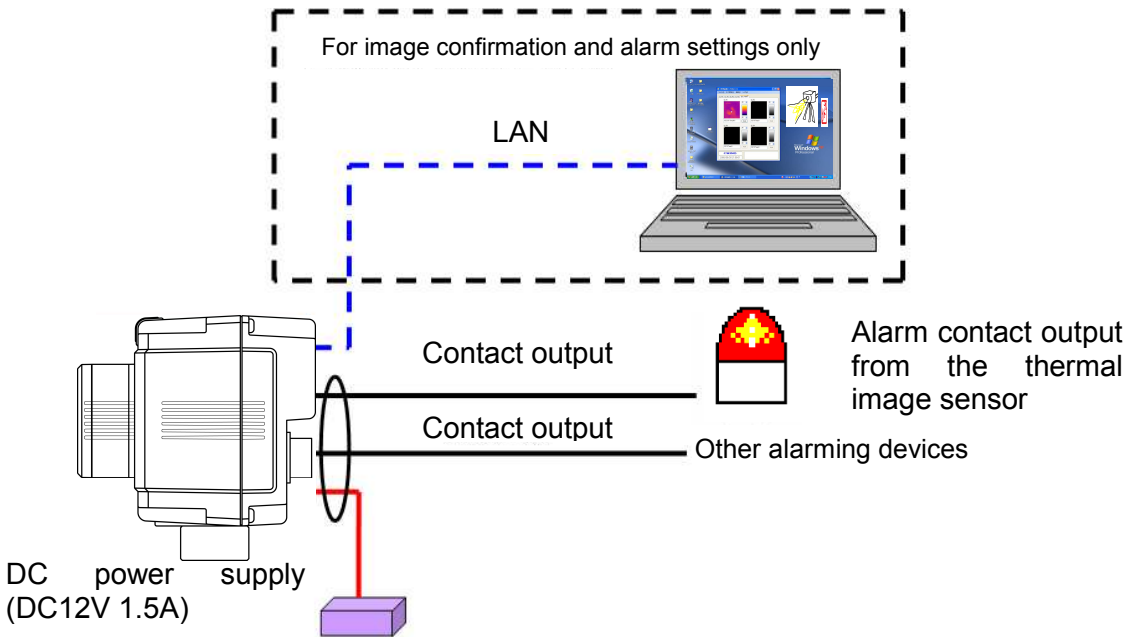 For image confirmation and alarm settings only
LAN
Windows
Contact output
Alarm contact output
from the thermal
image sensor
Contact output
Other alarming devices
DC power supply
(DC12V 1.5A)